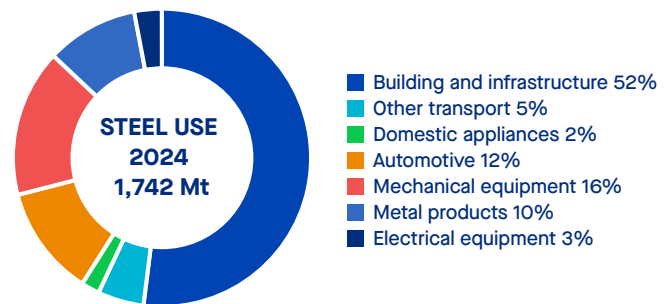 STEEL USE
2024
1,742 Mt
Building and infrastructure 52%
Other transport 5%
Domestic appliances 2%
Automotive 12%
Mechanical equipment 16%
Metal products 10%
Electrical equipment 3%